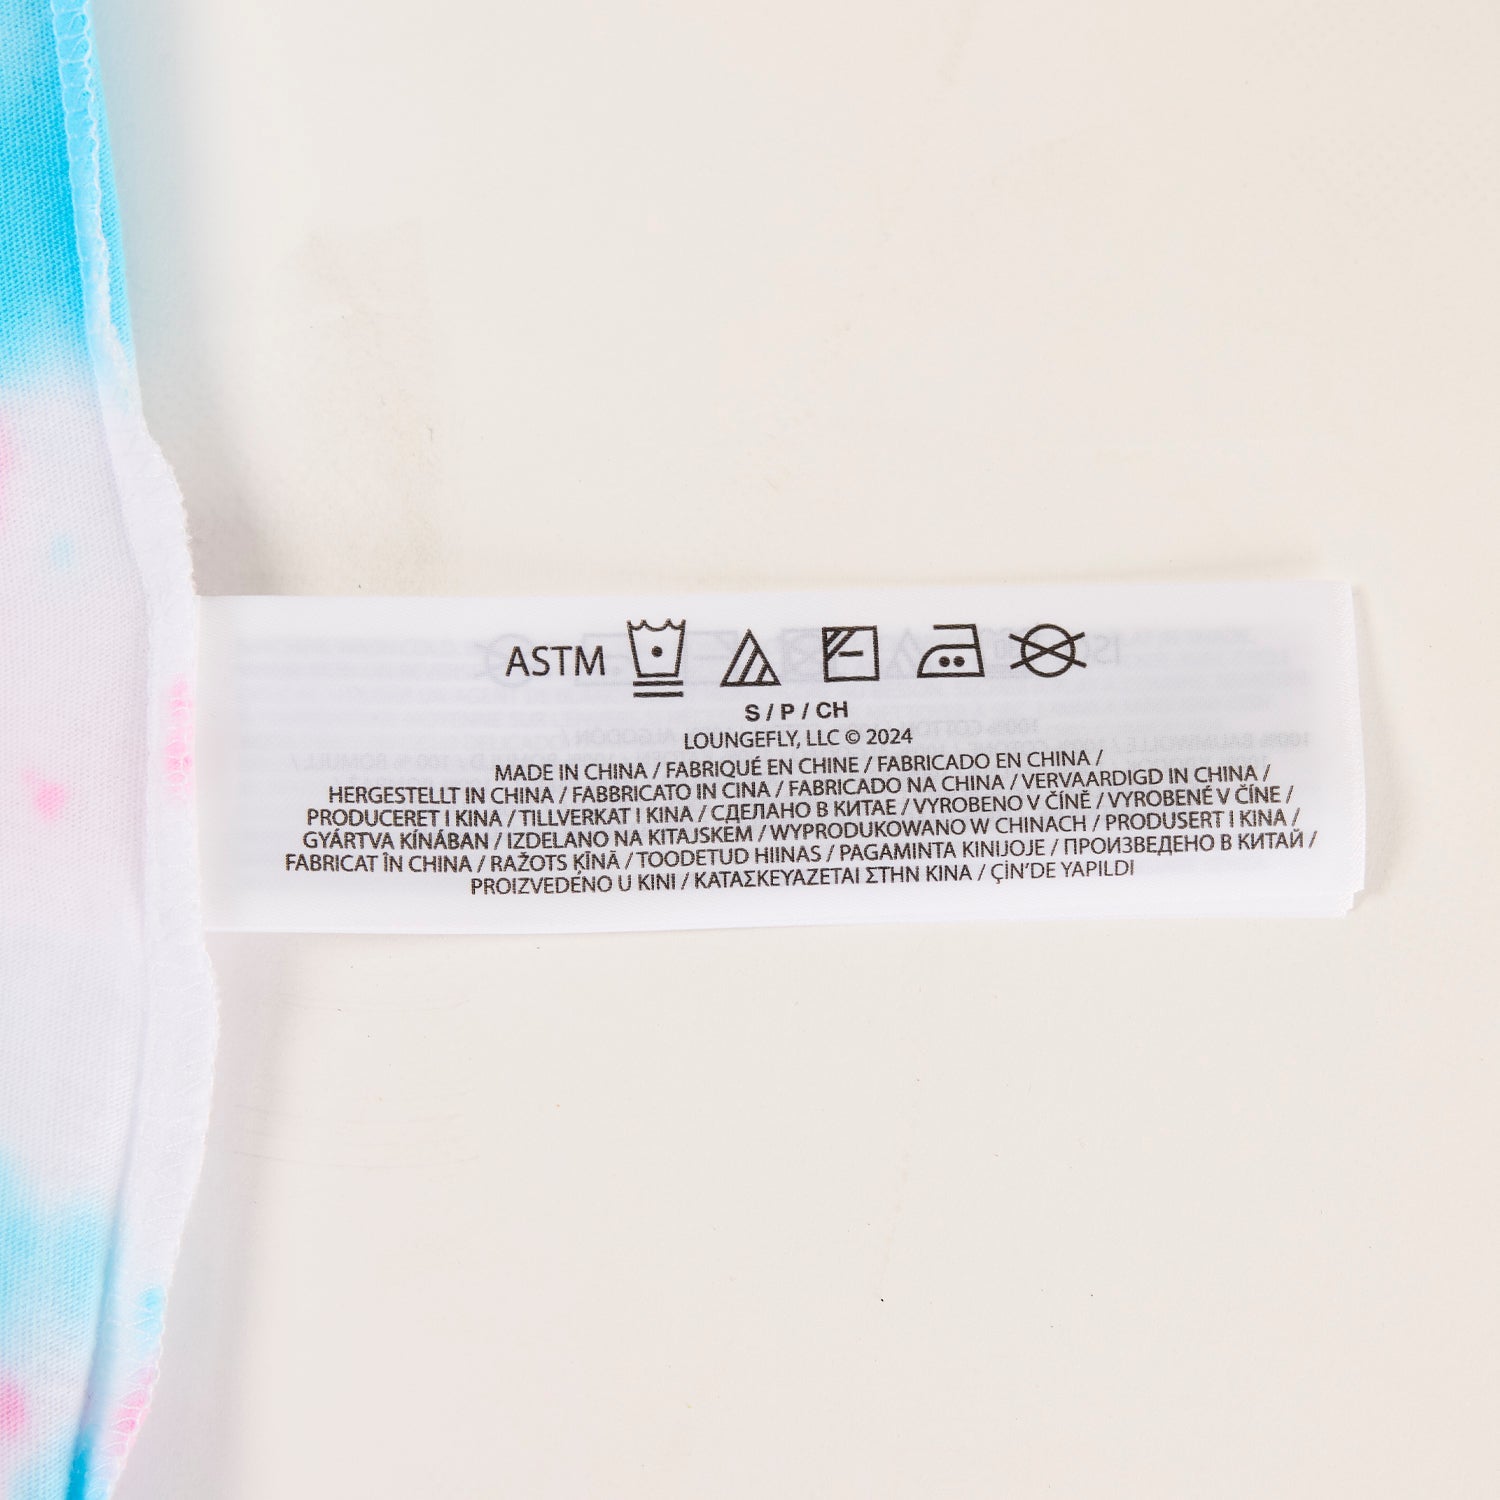 ASTM
S / P / CH
LOUNGEFLY, LLC © 2024
MADE IN CHINA / FABRIQUÉ EN CHINE / FABRICADO EN CHINA /
HERGESTELLT IN CHINA / FABBRICATO IN CINA / FABRICADO NA CHINA / VERVAARDIGD IN CHINA /
PRODUCERET I KINA / TILLVERKAT I KINA / СДЕЛАНО В КИТАЕ / VYROBENO V ČÍNĚ / VYROBENÉ V ČÍNE /
GYÁRTVA KÍNÁBAN / IZDELANO NA KITAJSKEM / WYPRODUKOWANO W CHINACH / PRODUSERT I KINA /
FABRICAT ÎN CHINA / RAŽOTS ĶĪNĀ / TOODETUD HIINAS / PAGAMINTA KINIJOJE / ПРОИЗВЕДЕНО В КИТАЙ /
PROIZVEDENO U KINI / ΚΑΤΑΣΚΕΥΑΖΕΤΑΙ ΣΤΗΝ ΚΙΝΑ / ÇİN'DE YAPILDI